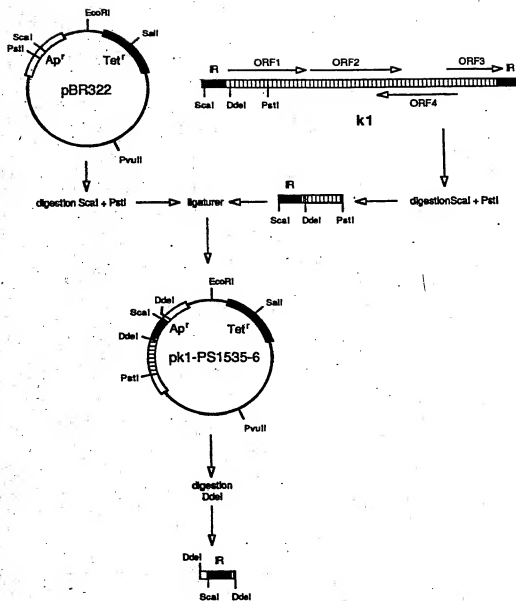 EcoRI
ScaI
PstI
SalI
Ap^r
Tet^r
pBR322
PvuII
IR
ORF1
ORF2
ORF3
IR
ScaI
DdeI
PstI
ORF4
k1
digestion ScaI + PstI
ligaturer
IR
ScaI
DdeI
PstI
digestionScaI + PstI
EcoRI
DdeI
ScaI
SalI
DdeI
Ap^r
Tet^r
pk1-PS1535-6
PstI
PvuII
digestion
DdeI
DdeI
IR
ScaI
DdeI